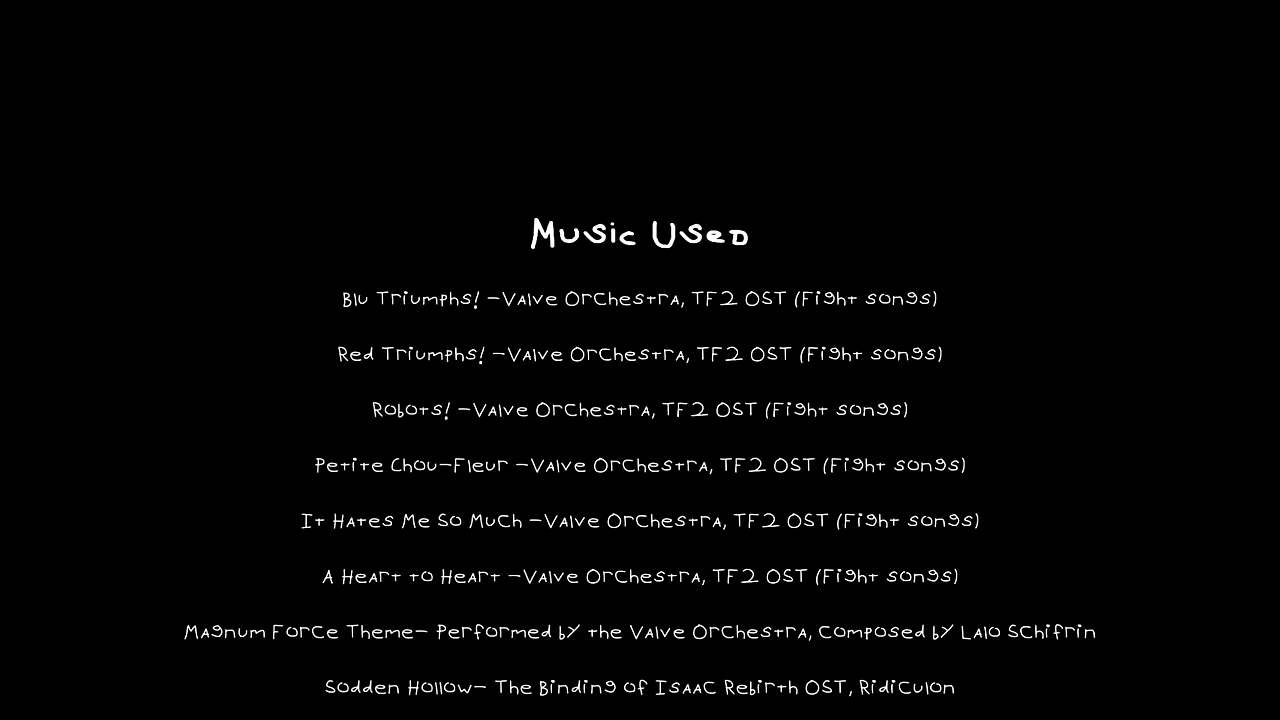 Music Used
Blu Triumphs! -Valve Orchestra, TF2 OST (Fight songs)
Red Triumphs! -Valve Orchestra, TF2 OST (Fight songs)
Robots! -Valve Orchestra, TF2 OST (Fight songs)
Petite Chou-Fleur -Valve Orchestra, TF2 OST (Fight songs)
It Hates Me So Much -Valve Orchestra, TF2 OST (Fight songs)
A Heart to Heart -Valve Orchestra, TF2 OST (Fight songs)
Magnum Force Theme- Performed by the Valve Orchestra, Composed by Lalo Schifrin
Sodden Hollow- The Binding of Isaac Rebirth OST, Ridiculon